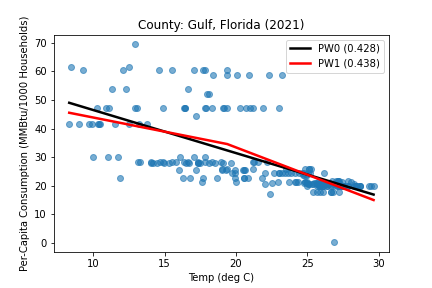 County: Gulf, Florida (2021)
PW0 (0.428)
PW1 (0.438)
Per-Capita Consumption (MMBtu/1000 Households)
70
60
50
40
30
20
10
0
10
15
20
25
30
Temp (deg C)